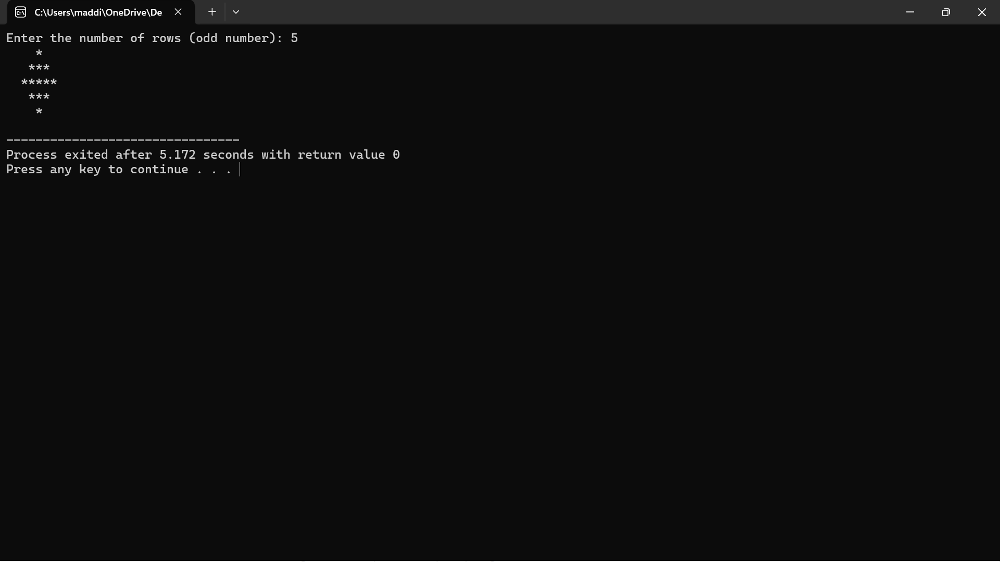 C:\Users\maddi\OneDrive\De
Enter the number of rows (odd number): 5
    *
   ***
  *****
   ***
    *
--------------------------------
Process exited after 5.172 seconds with return value 0
Press any key to continue . . .